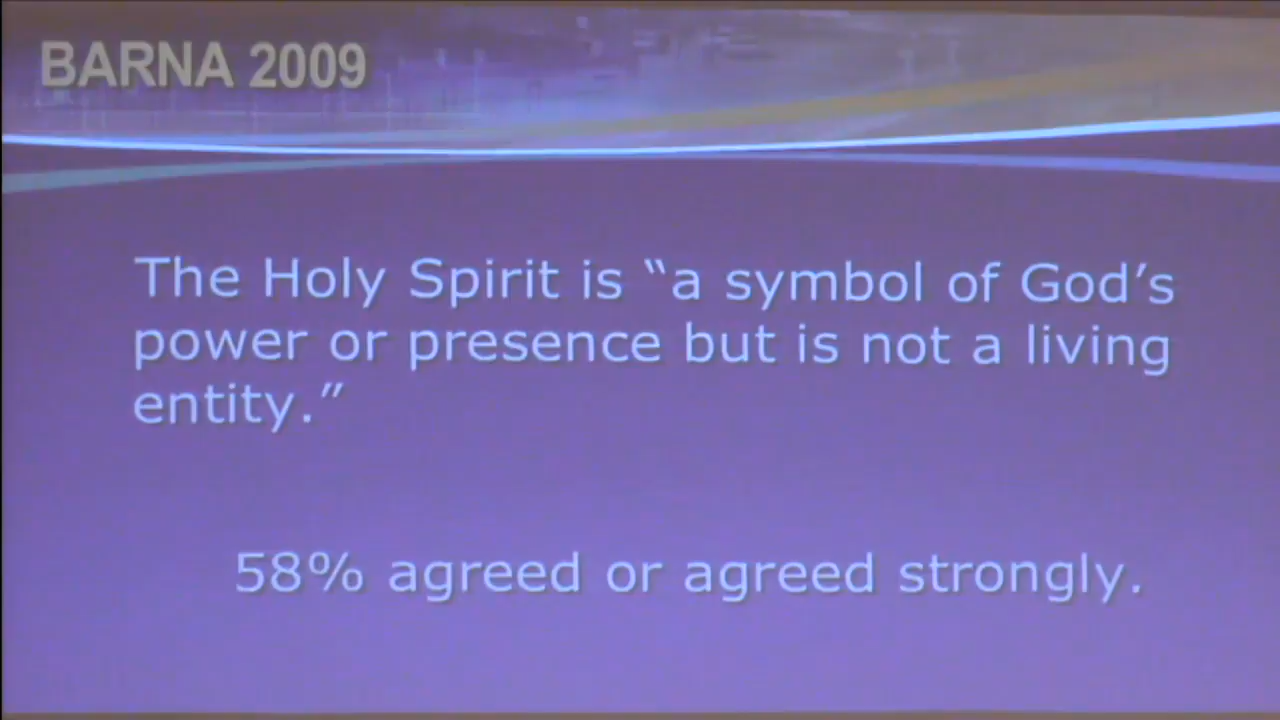 BARNA 2009
The Holy Spirit is “a symbol of God’s
power or presence but is not a living
entity.”
58% agreed or agreed strongly.